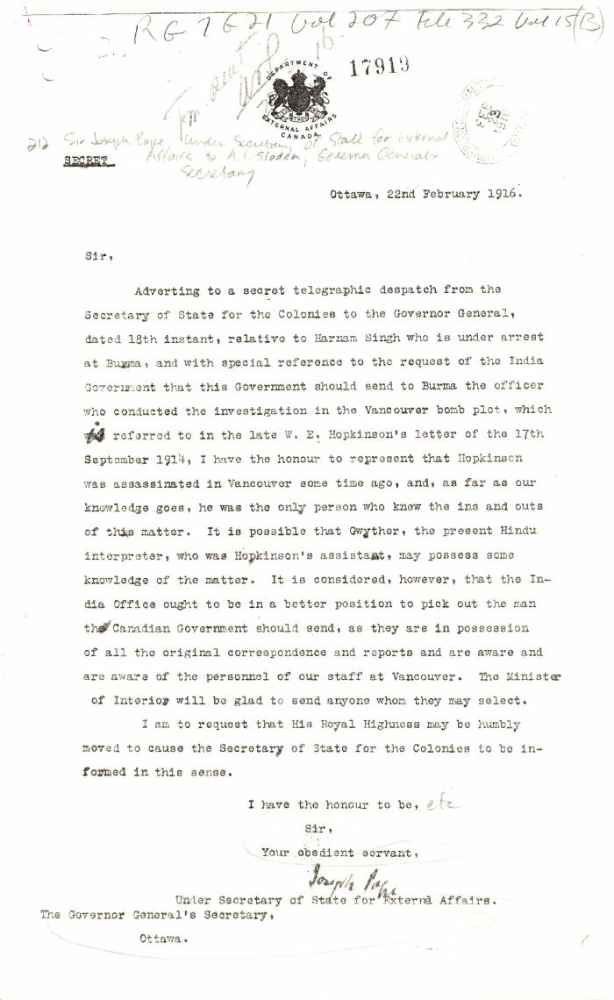 RG 7 G21 Vol 207 File 332 Vol 15(B)
Tm. sent
16
17919
DEPARTMENT OF
EXTERNAL AFFAIRS
CANADA
FEB
23
1916
212 Sir Joseph Pope, Under Secretary of State for External
Affairs to A.F. Sladen, Governor General's
Secretary
SECRET
Ottawa, 22nd February 1916.
Sir,
Adverting to a secret telegraphic despatch from the
Secretary of State for the Colonies to the Governor General,
dated 18th instant, relative to Harnam Singh who is under arrest
at Burma, and with special reference to the request of the India
Government that this Government should send to Burma the officer
who conducted the investigation in the Vancouver bomb plot, which
is referred to in the late W. E. Hopkinson's letter of the 17th
September 1914, I have the honour to represent that Hopkinson
was assassinated in Vancouver some time ago, and, as far as our
knowledge goes, he was the only person who knew the ins and outs
of this matter. It is possible that Gwyther, the present Hindu
interpreter, who was Hopkinson's assistant, may possess some
knowledge of the matter. It is considered, however, that the In-
dia Office ought to be in a better position to pick out the man
the Canadian Government should send, as they are in possession
of all the original correspondence and reports and are aware and
are aware of the personnel of our staff at Vancouver. The Minister
of Interior will be glad to send anyone whom they may select.
I am to request that His Royal Highness may be humbly
moved to cause the Secretary of State for the Colonies to be in-
formed in this sense.
I have the honour to be, etc
Sir,
Your obedient servant,
Joseph Pope
Under Secretary of State for External Affairs.
The Governor General's Secretary,
Ottawa.